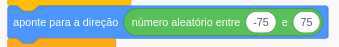 aponte para a direção número aleatório entre -75 e 75